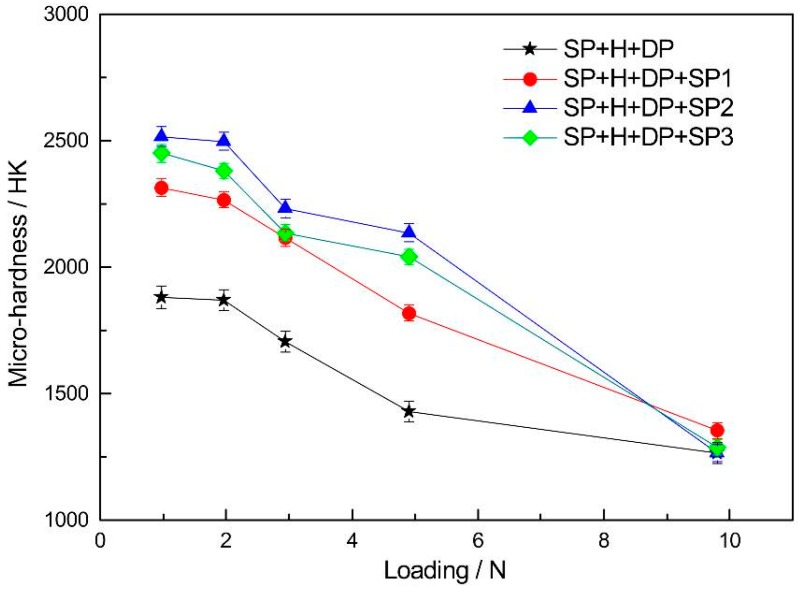 3000
2500
2000
1500
1000
Micro-hardness / HK
SP+H+DP
SP+H+DP+SP1
SP+H+DP+SP2
SP+H+DP+SP3
0 2 4 6 8 10
Loading / N